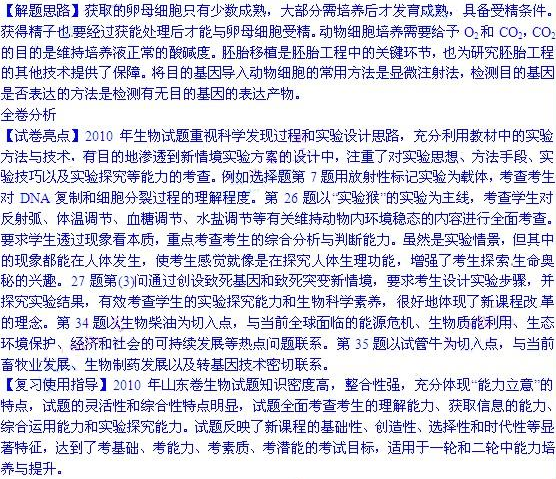 【解题思路】获取的卵母细胞只有少数成熟，大部分需培养后才发育成熟，具备受精条件。
获得精子也要经过获能处理后才能与卵母细胞受精。动物细胞培养需要给予 O2和 CO2，CO2
的目的是维持培养液正常的酸碱度。胚胎移植是胚胎工程中的关键环节，也为研究胚胎工程
的其他技术提供了保障。将目的基因导入动物细胞的常用方法是显微注射法，检测目的基因
是否表达的方法是检测有无目的基因的表达产物。
全卷分析
【试卷亮点】2010 年生物试题重视科学发现过程和实验设计思路，充分利用教材中的实验
方法与技术，有目的地渗透到新情境实验方案的设计中，注重了对实验思想、方法手段、实
验技巧以及实验探究等能力的考查。例如选择题第 7 题用放射性标记实验为载体，考查考生
对 DNA 复制和细胞分裂过程的理解程度。第 26 题以“实验猴”的实验为主线，考查学生对
反射弧、体温调节、血糖调节、水盐调节等有关维持动物内环境稳态的内容进行全面考查。
要求学生透过现象看本质，重点考查考生的综合分析与判断能力。虽然是实验情景，但其中
的现象都能在人体发生，使考生感觉就像是在探究人体生理功能，增强了考生探索生命奥
秘的兴趣。27 题第(3)问通过创设致死基因和致死突变新情境，要求考生设计实验步骤，并
探究实验结果，有效考查学生的实验探究能力和生物科学素养，很好地体现了新课程改革
的理念。第 34 题以生物柴油为切入点，与当前全球面临的能源危机、生物质能利用、生态
环境保护、经济和社会的可持续发展等热点问题联系。第 35 题以试管牛为切入点，与当前
畜牧业发展、生物制药发展以及转基因技术密切联系。
【复习使用指导】2010 年山东卷生物试题知识密度高，整合性强，充分体现“能力立意”的
特点，试题的灵活性和综合性特点明显，试题全面考查考生的理解能力、获取信息的能力、
综合运用能力和实验探究能力。试题反映了新课程的基础性、创造性、选择性和时代性等显
著特征，达到了考基础、考能力、考素质、考潜能的考试目标，适用于一轮和二轮中能力培
养与提升。